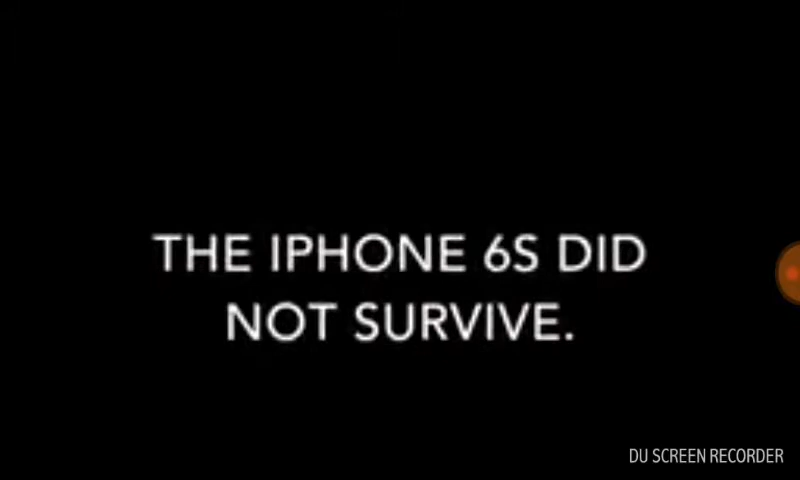 THE IPHONE 6S DID
NOT SURVIVE.
DU SCREEN RECORDER